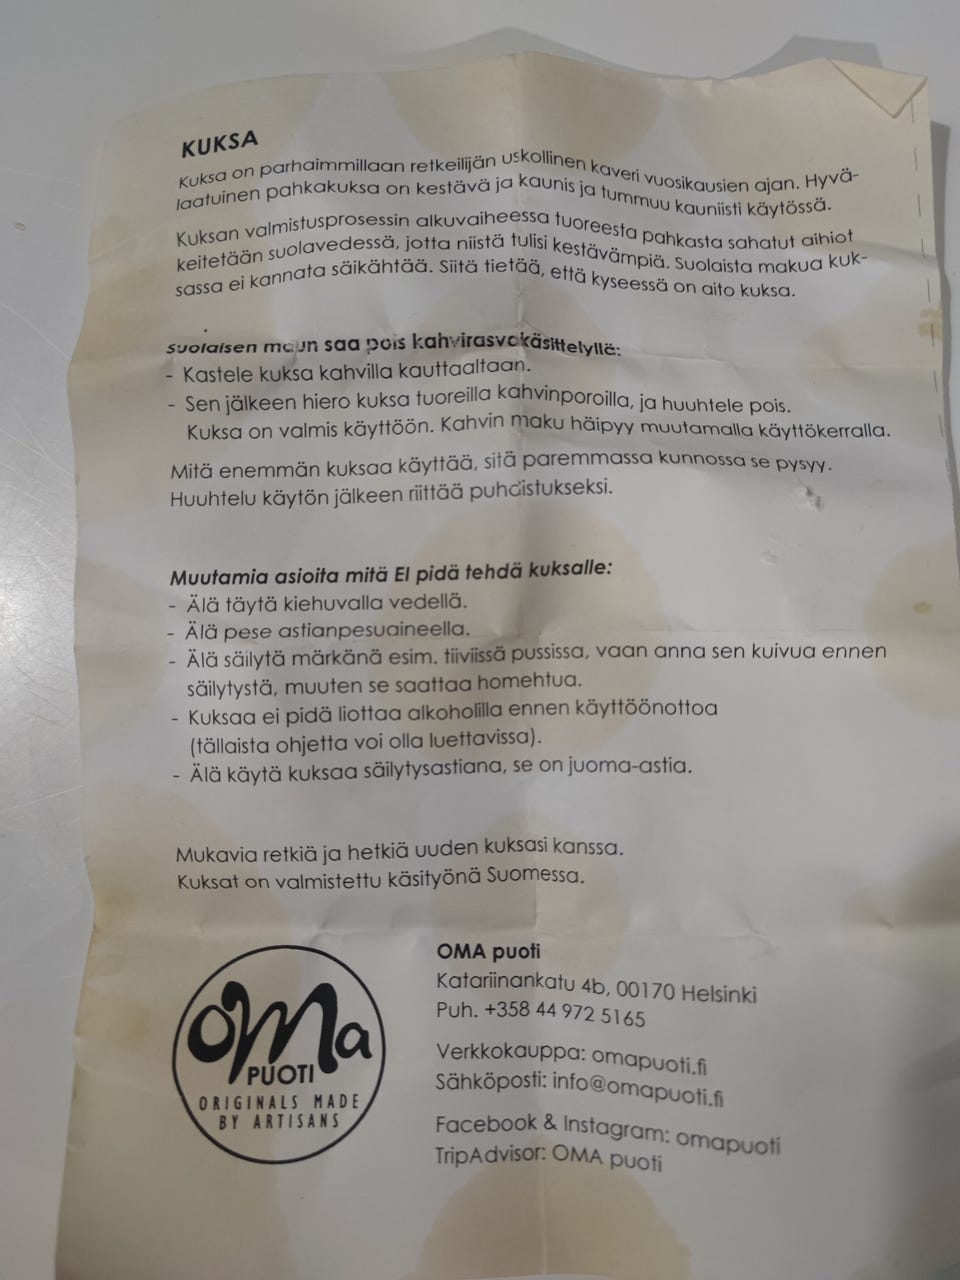 KUKSA
Kuksa on parhaimmillaan retkeilijän uskollinen kaveri vuosikausien ajan. Hyvä-
laatuinen pahkakuksa on kestävä ja kaunis ja tummuu kauniisti käytössä.
Kuksan valmistusprosessin alkuvaiheessa tuoreesta pahkasta sahatut aihiot
keitetään suolavedessä, jotta niistä tulisi kestävämpiä. Suolaista makua kuk-
sassa ei kannata säikähtää. Siitä tietää, että kyseessä on aito kuksa.
Suolaisen maun saa pois kahvirasvakäsittelyllä:
- Kastele kuksa kahvilla kauttaaltaan.
- Sen jälkeen hiero kuksa tuoreilla kahvinporoilla, ja huuhtele pois.
Kuksa on valmis käyttöön. Kahvin maku häipyy muutamalla käyttökerralla.
Mitä enemmän kuksaa käyttää, sitä paremmassa kunnossa se pysyy.
Huuhtelu käytön jälkeen riittää puhdistukseksi.
Muutamia asioita mitä EI pidä tehdä kuksalle:
- Älä täytä kiehuvalla vedellä.
- Älä pese astianpesuaineella.
- Älä säilytä märkänä esim. tiiviissä pussissa, vaan anna sen kuivua ennen
säilytystä, muuten se saattaa homehtua.
- Kuksaa ei pidä liottaa alkoholilla ennen käyttöönottoa
(tällaista ohjetta voi olla luettavissa).
- Älä käytä kuksaa säilytysastiana, se on juoma-astia.
Mukavia retkiä ja hetkiä uuden kuksasi kanssa.
Kuksat on valmistettu käsityönä Suomessa.
oma
PUOTI
ORIGINALS MADE
BY ARTISANS
OMA puoti
Katariinankatu 4b, 00170 Helsinki
Puh. +358 44 972 5165
Verkkokauppa: omapuoti.fi
Sähköposti: info@omapuoti.fi
Facebook & Instagram: omapuoti
TripAdvisor: OMA puoti